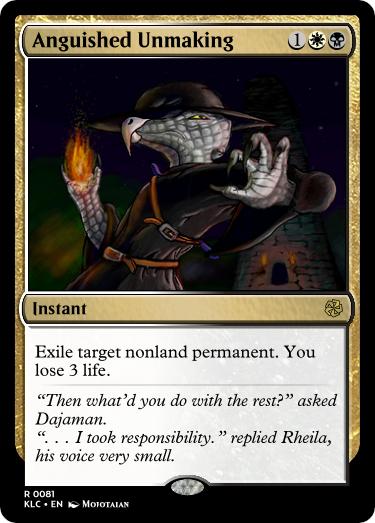 Anguished Unmaking 1
Instant
Exile target nonland permanent. You
lose 3 life.
“Then what’d you do with the rest?” asked
Dajaman.
“. . . I took responsibility.” replied Rheila,
his voice very small.
R 0081
KLC • EN Mojotaian